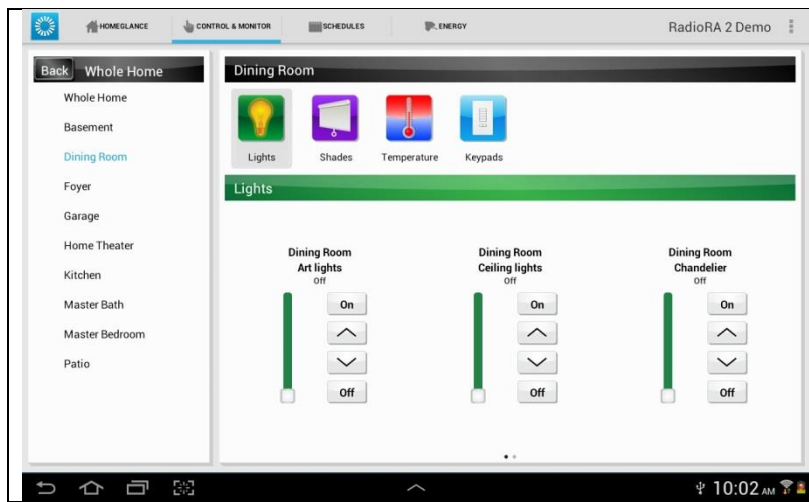 HOMEGLANCE
CONTROL & MONITOR
SCHEDULES
ENERGY
RadioRA 2 Demo
Back
Whole Home
Whole Home
Basement
Dining Room
Foyer
Garage
Home Theater
Kitchen
Master Bath
Master Bedroom
Patio
Dining Room
Lights
Shades
Temperature
Keypads
Lights
Dining Room
Art lights
Off
On
Off
Dining Room
Ceiling lights
Off
On
Off
Dining Room
Chandelier
Off
On
Off
10:02 AM